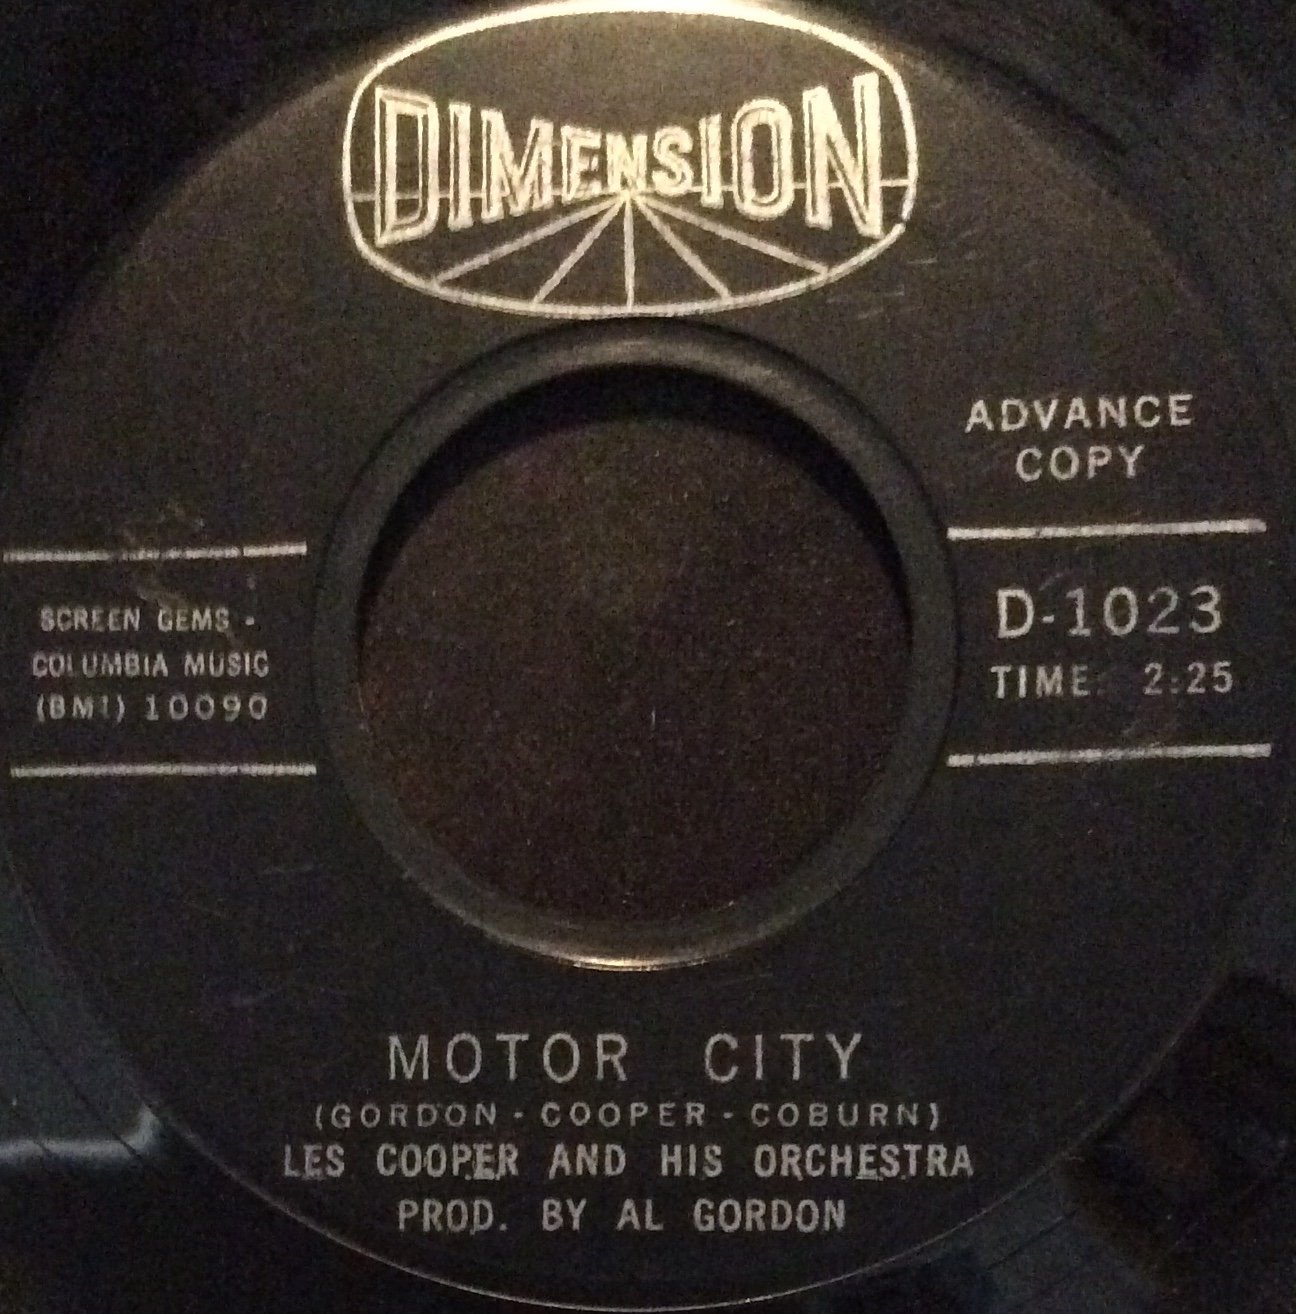 DIMENSION
ADVANCE
COPY
SCREEN GEMS -
COLUMBIA MUSIC
(BMI) 10090
D-1023
TIME: 2:25
MOTOR CITY
(GORDON - COOPER - COBURN)
LES COOPER AND HIS ORCHESTRA
PROD. BY AL GORDON